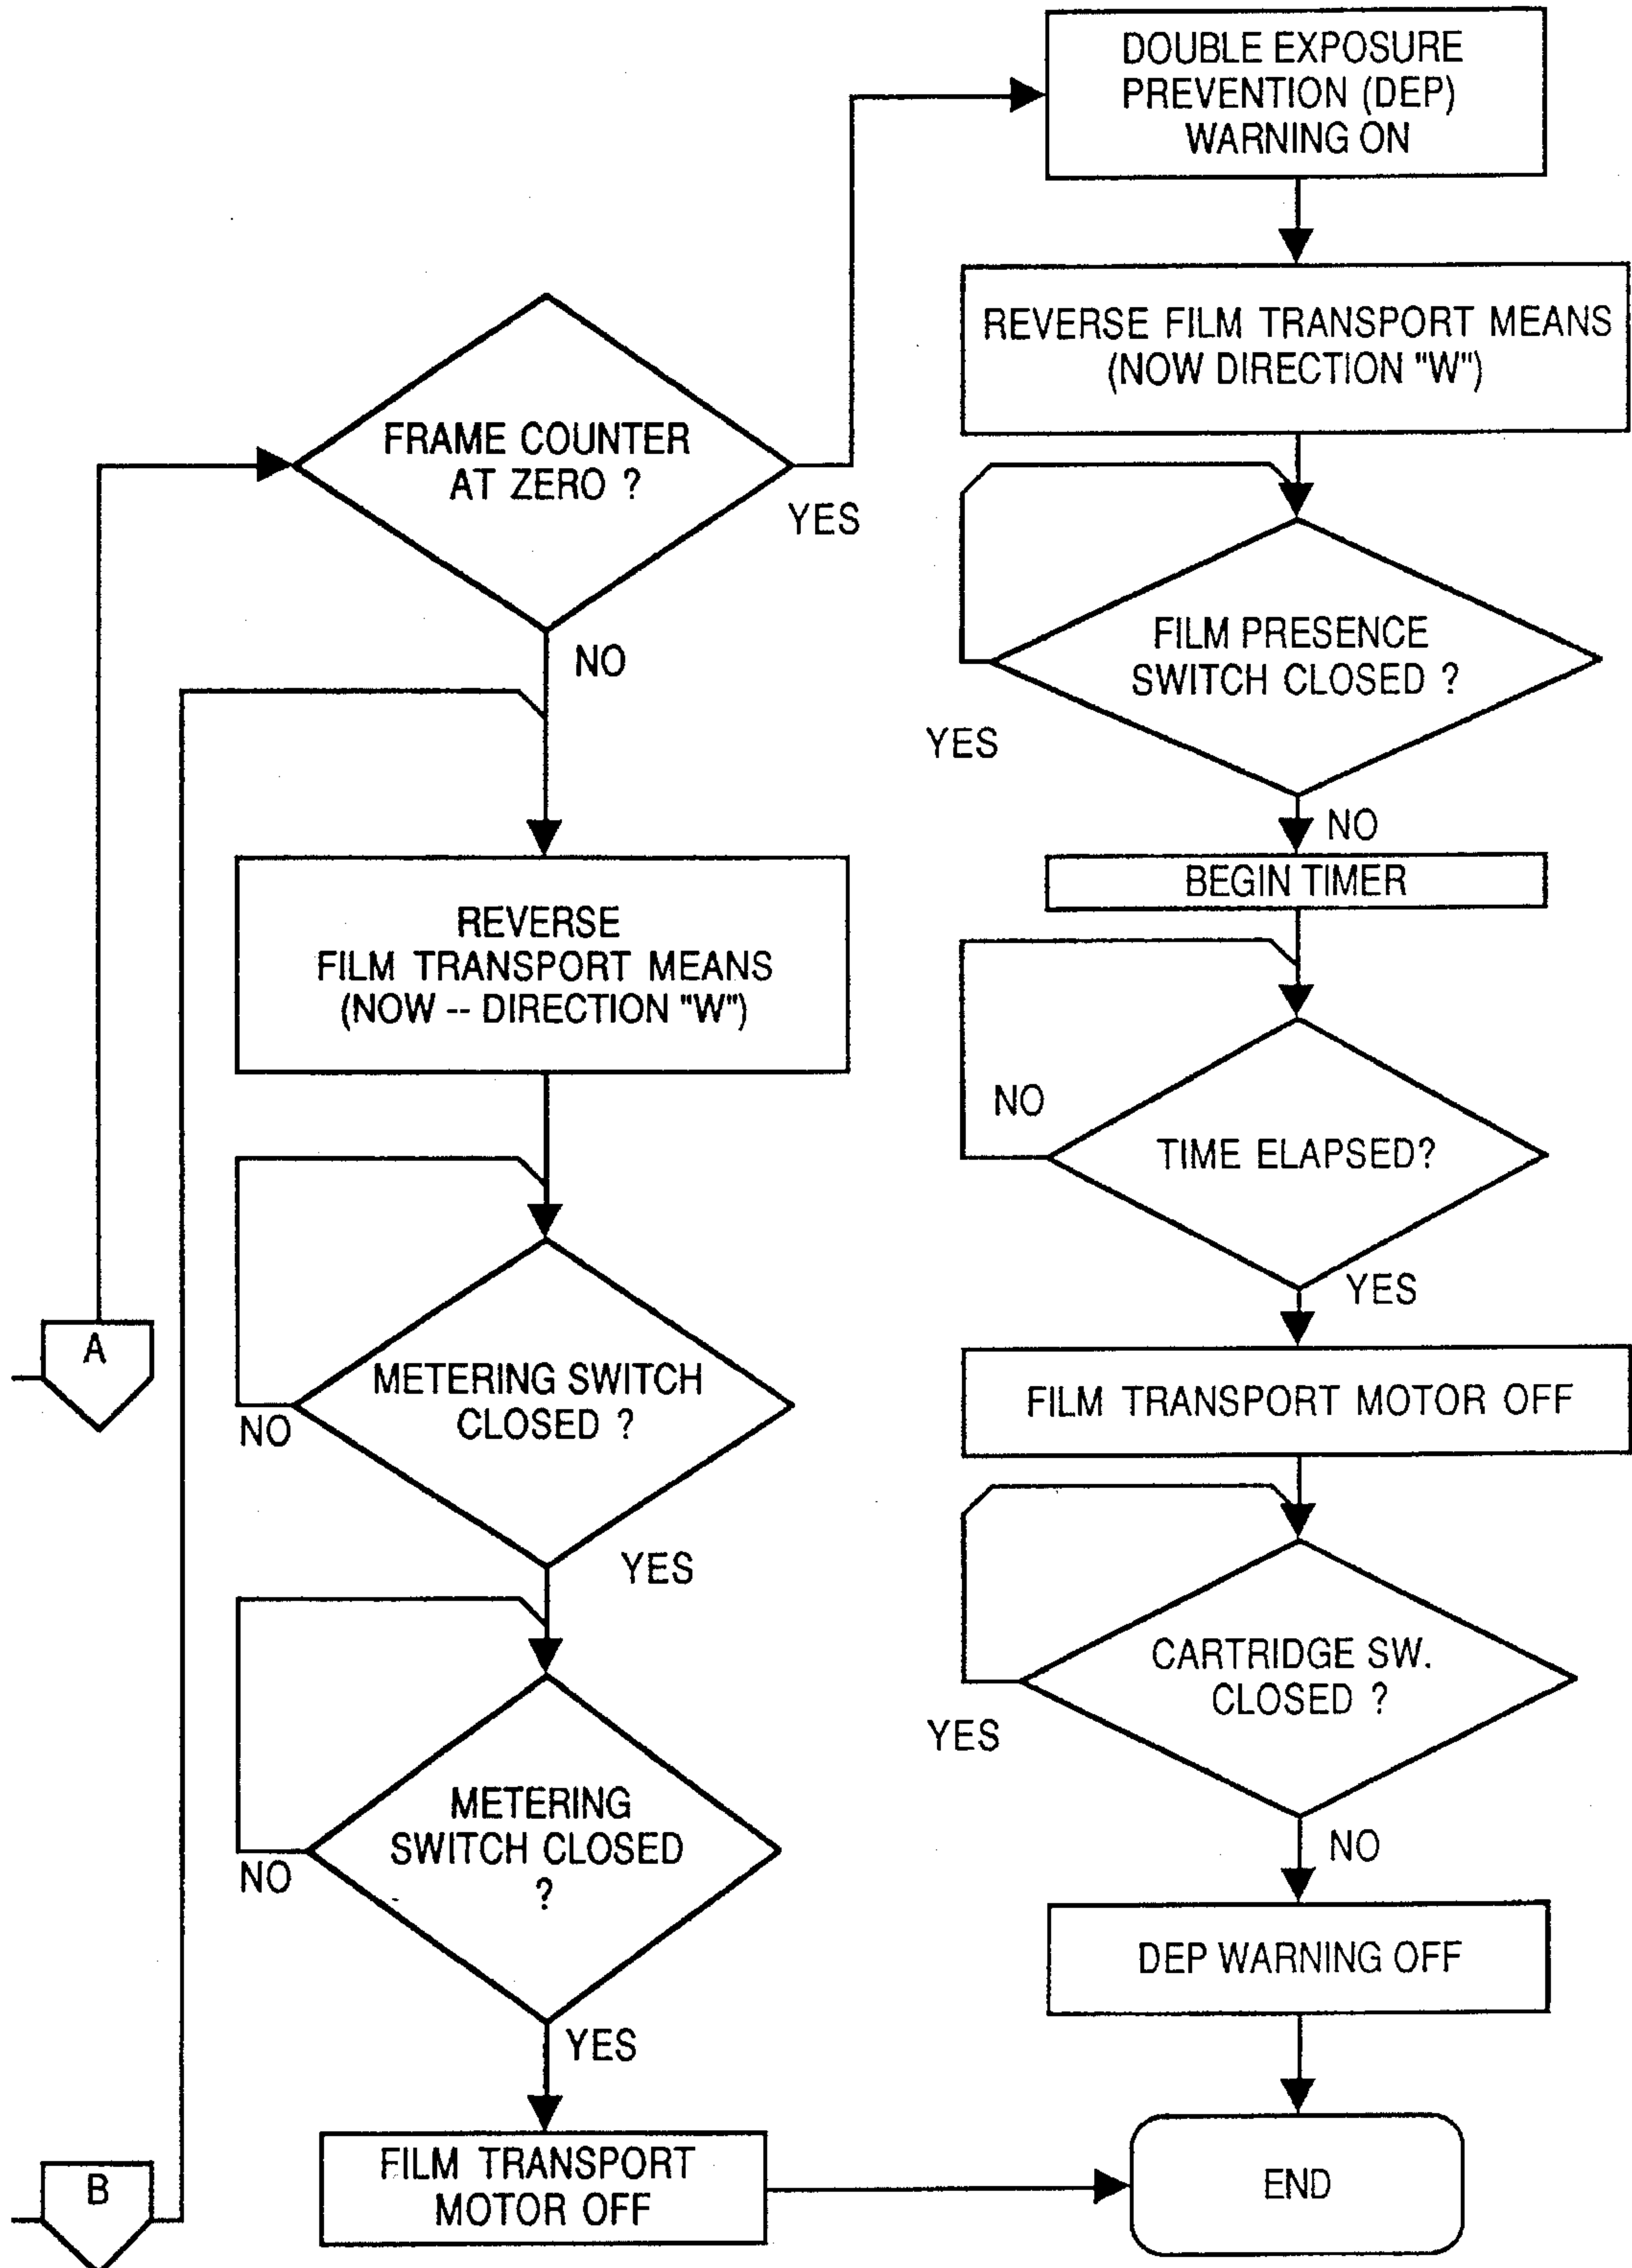 DOUBLE EXPOSURE
PREVENTION (DEP)
WARNING ON
REVERSE FILM TRANSPORT MEANS
(NOW DIRECTION "W")
FRAME COUNTER
AT ZERO ?
YES
NO
FILM PRESENCE
SWITCH CLOSED ?
YES
NO
BEGIN TIMER
REVERSE
FILM TRANSPORT MEANS
(NOW -- DIRECTION "W")
NO
TIME ELAPSED?
YES
A
METERING SWITCH
CLOSED ?
NO
YES
FILM TRANSPORT MOTOR OFF
CARTRIDGE SW.
CLOSED ?
YES
NO
METERING
SWITCH CLOSED
?
NO
YES
DEP WARNING OFF
B
FILM TRANSPORT
MOTOR OFF
END